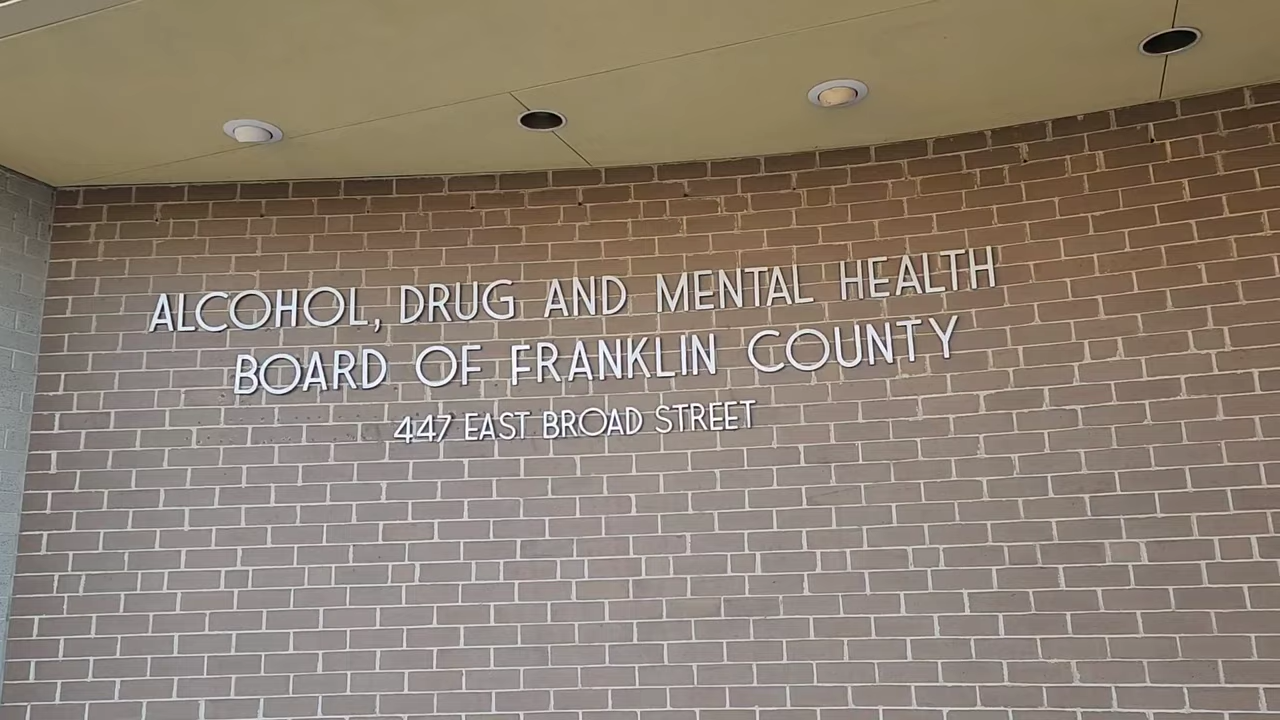 ALCOHOL, DRUG AND MENTAL HEALTH
BOARD OF FRANKLIN COUNTY
447 EAST BROAD STREET